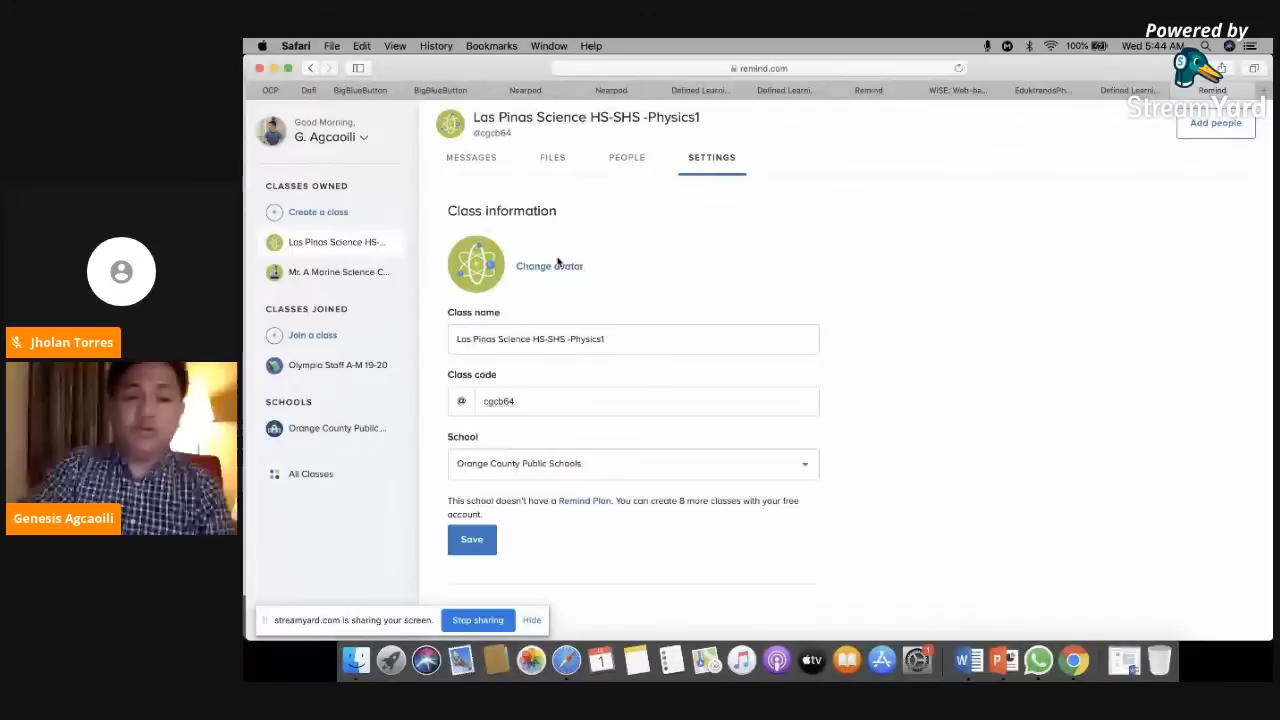 Powered by
StreamYard
Safari File Edit View History Bookmarks Window Help
100% Wed 5:44 AM
remind.com
OCP Defi BigBlueButton BigBlueButton Nearpod Nearpod Defined Learni... Defined Learni... Remind WISE: Web-ba... EduktrendsPh... Defined Learni... Remind
Good Morning,
G. Agcaoili
CLASSES OWNED
Create a class
Las Pinas Science HS-...
Mr. A Marine Science C...
CLASSES JOINED
Join a class
Olympia Staff A-M 19-20
SCHOOLS
Orange County Public ...
All Classes
Las Pinas Science HS-SHS -Physics1
@cgcb64
Add people
MESSAGES FILES PEOPLE SETTINGS
Class information
Change avatar
Class name
Las Pinas Science HS-SHS -Physics1
Class code
@ cgcb64
School
Orange County Public Schools
This school doesn't have a Remind Plan. You can create 8 more classes with your free
account.
Save
streamyard.com is sharing your screen. Stop sharing Hide
Jholan Torres
Genesis Agcaoili
1
1
tv